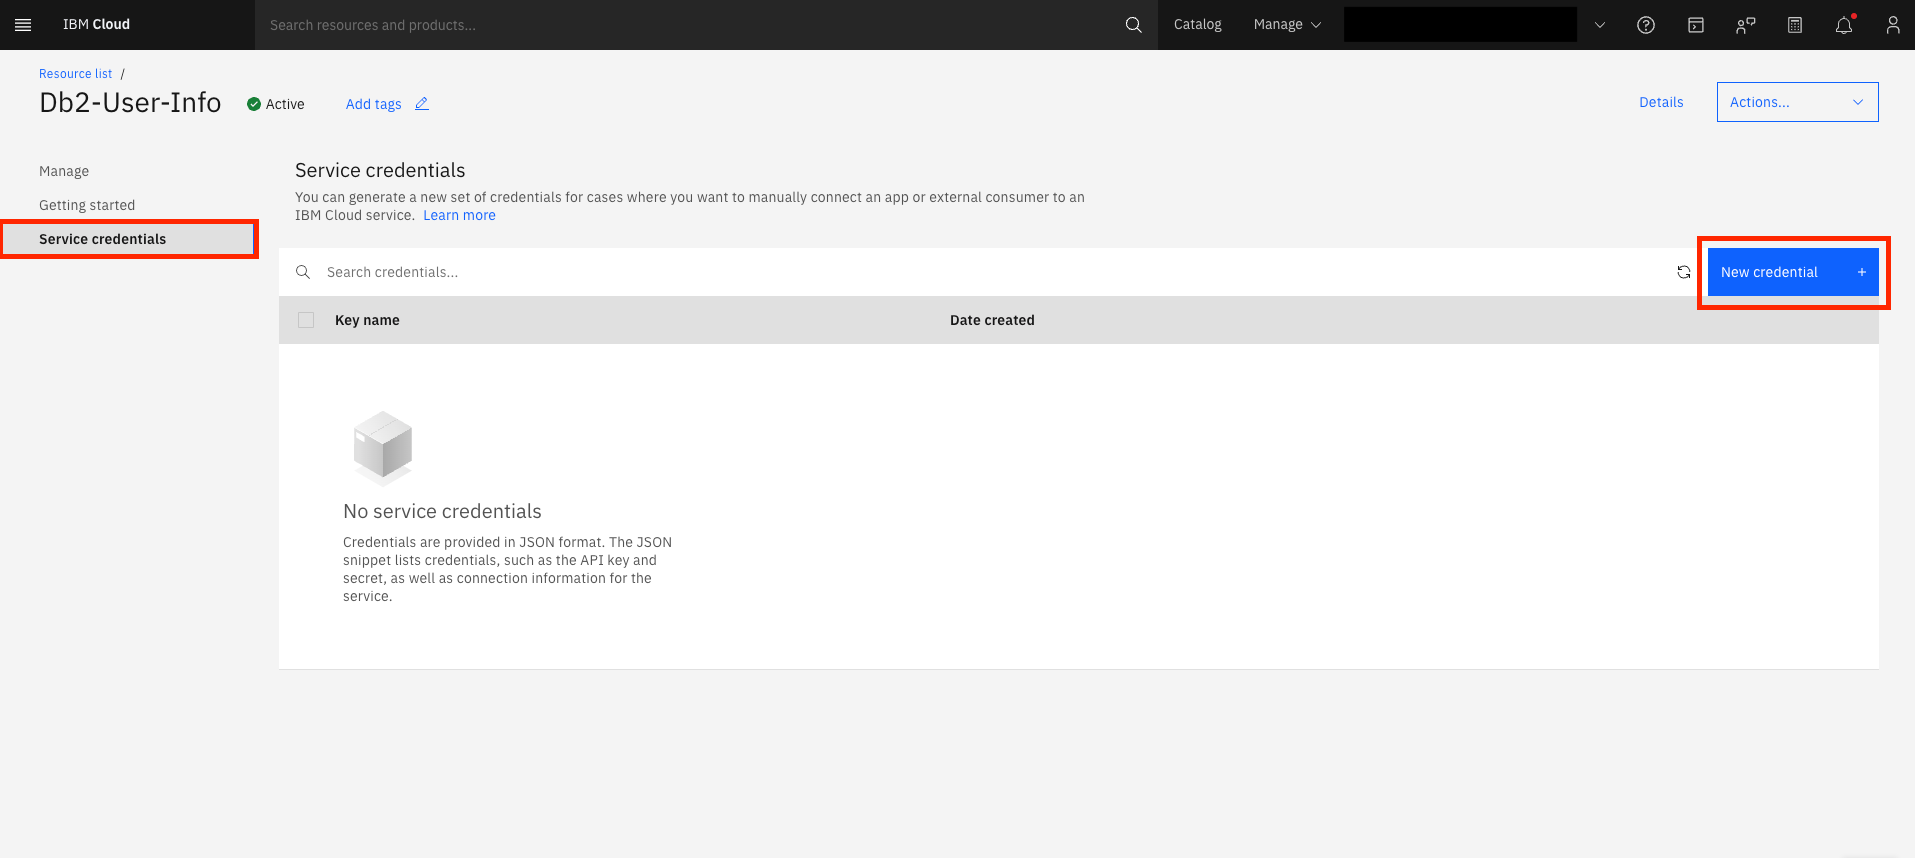 IBM Cloud
Search resources and products...
Catalog
Manage
Resource list /
Db2-User-Info
Active
Add tags
Details
Actions...
Manage
Getting started
Service credentials
Service credentials
You can generate a new set of credentials for cases where you want to manually connect an app or external consumer to an
IBM Cloud service. Learn more
Search credentials...
New credential +
Key name
Date created
No service credentials
Credentials are provided in JSON format. The JSON
snippet lists credentials, such as the API key and
secret, as well as connection information for the
service.